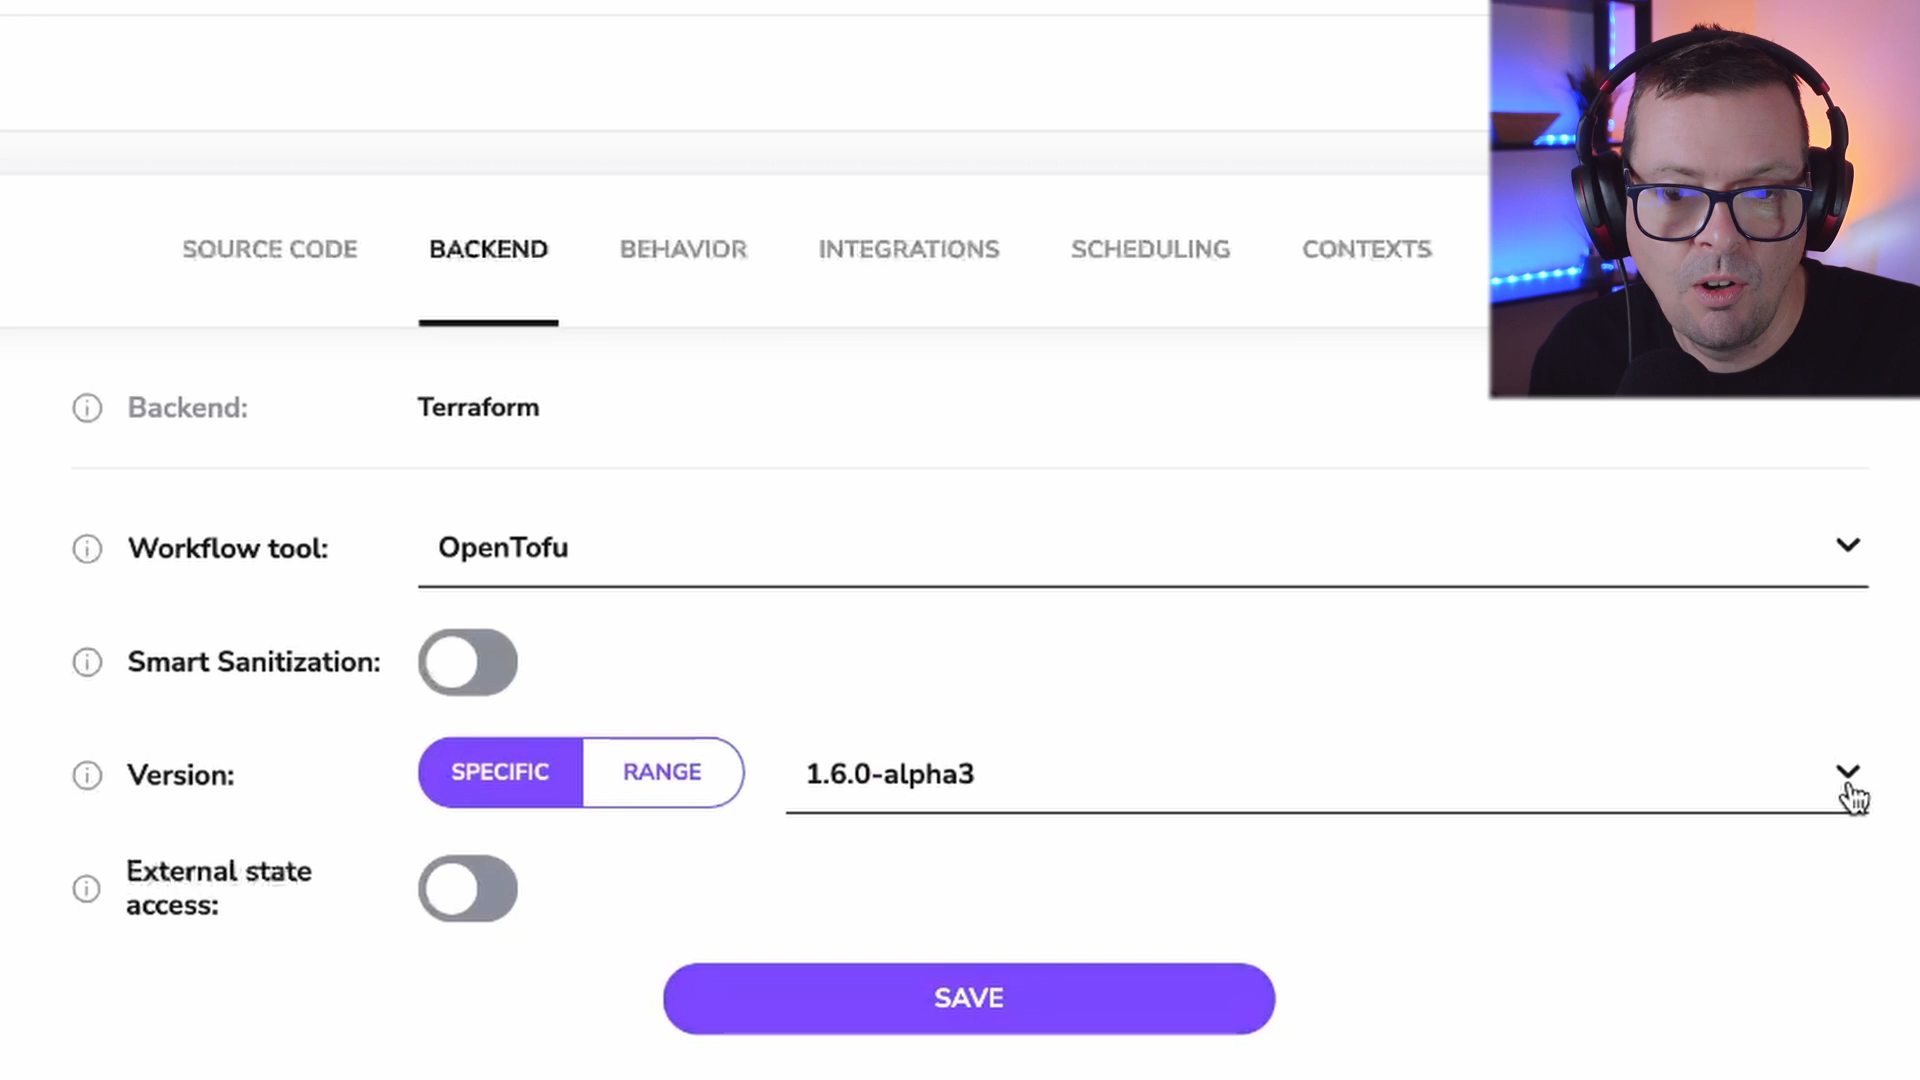 SOURCE CODE BACKEND BEHAVIOR INTEGRATIONS SCHEDULING CONTEXTS
Backend: Terraform
Workflow tool: OpenTofu
Smart Sanitization:
Version: SPECIFIC RANGE 1.6.0-alpha3
External state
access:
SAVE